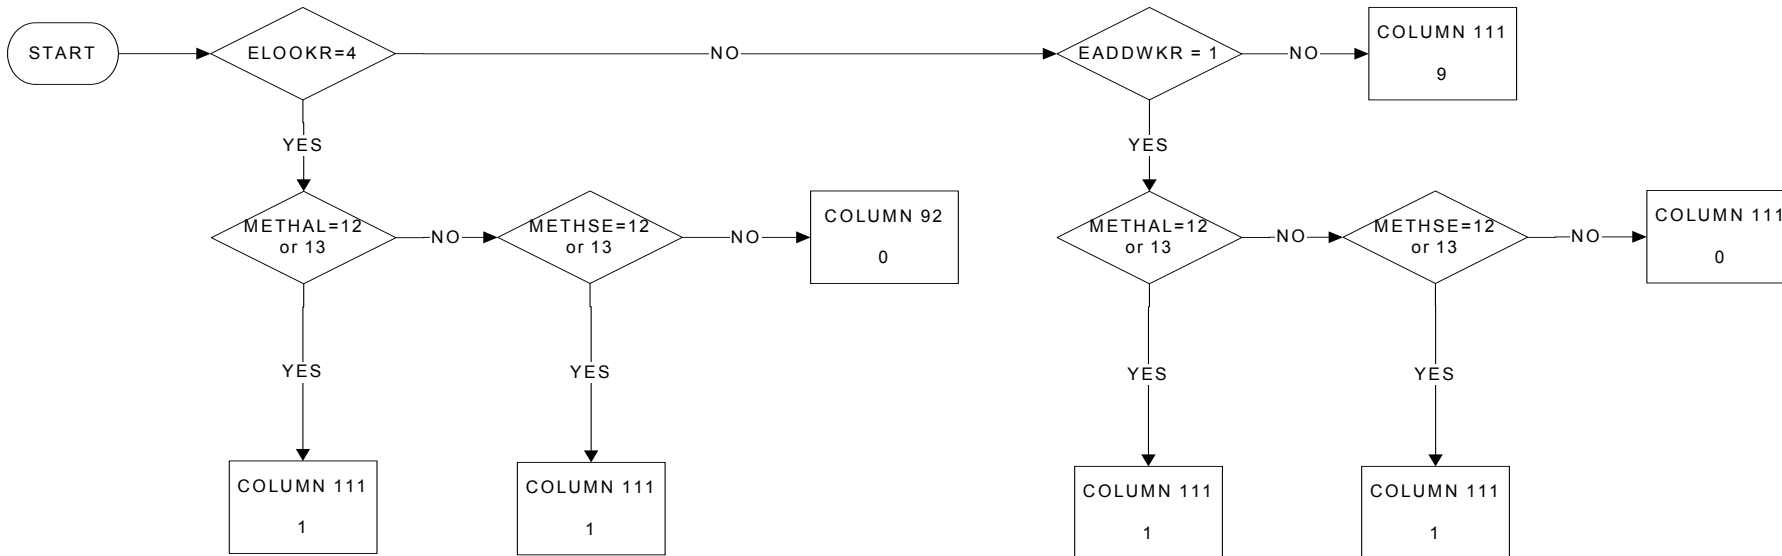 START
ELOOKR=4
NO
EADDWKR = 1
NO
COLUMN 111
9
YES
YES
METHAL=12
or 13
NO
METHSE=12
or 13
NO
COLUMN 92
0
METHAL=12
or 13
NO
METHSE=12
or 13
NO
COLUMN 111
0
YES
YES
YES
YES
COLUMN 111
1
COLUMN 111
1
COLUMN 111
1
COLUMN 111
1